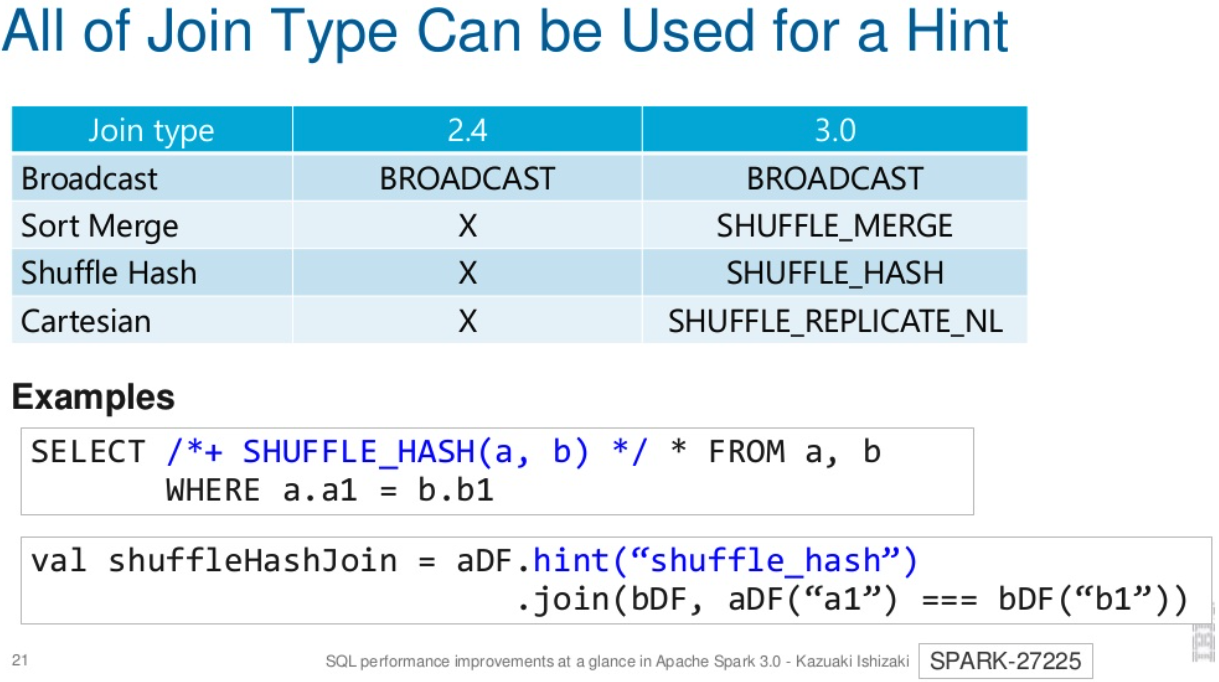 All of Join Type Can be Used for a Hint
Join type 2.4 3.0
Broadcast BROADCAST BROADCAST
Sort Merge X SHUFFLE_MERGE
Shuffle Hash X SHUFFLE_HASH
Cartesian X SHUFFLE_REPLICATE_NL
Examples
SELECT /*+ SHUFFLE_HASH(a, b) */ * FROM a, b
WHERE a.a1 = b.b1
val shuffleHashJoin = aDF.hint(“shuffle_hash”)
.join(bDF, aDF(“a1”) === bDF(“b1”))
21 SQL performance improvements at a glance in Apache Spark 3.0 - Kazuaki Ishizaki SPARK-27225